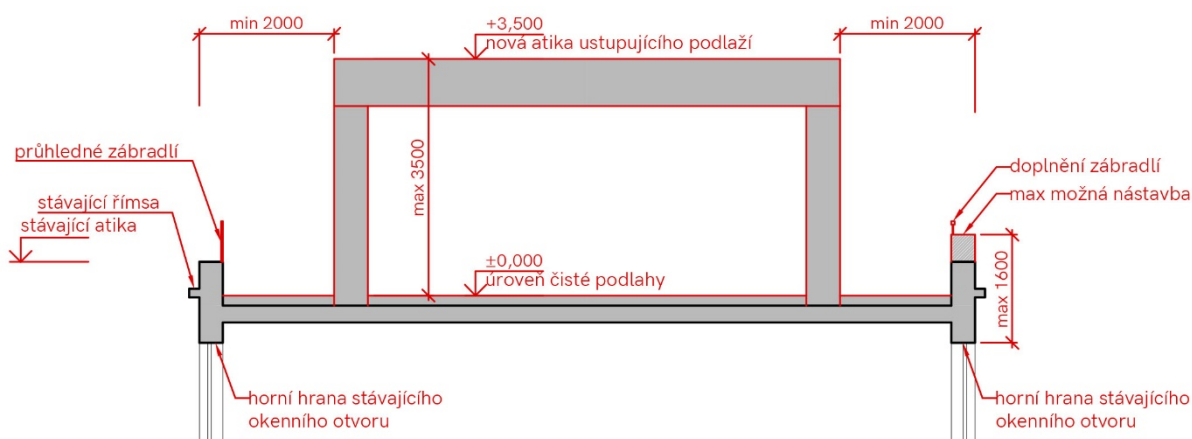 min 2000
+3,500
nová atika ustupujícího podlaží
min 2000
průhledné zábradlí
stávající římsa
stávající atika
max 3500
doplnění zábradlí
max možná nástavba
±0,000
úroveň čisté podlahy
max 1600
horní hrana stávajícího
okenního otvoru
horní hrana stávajícího
okenního otvoru